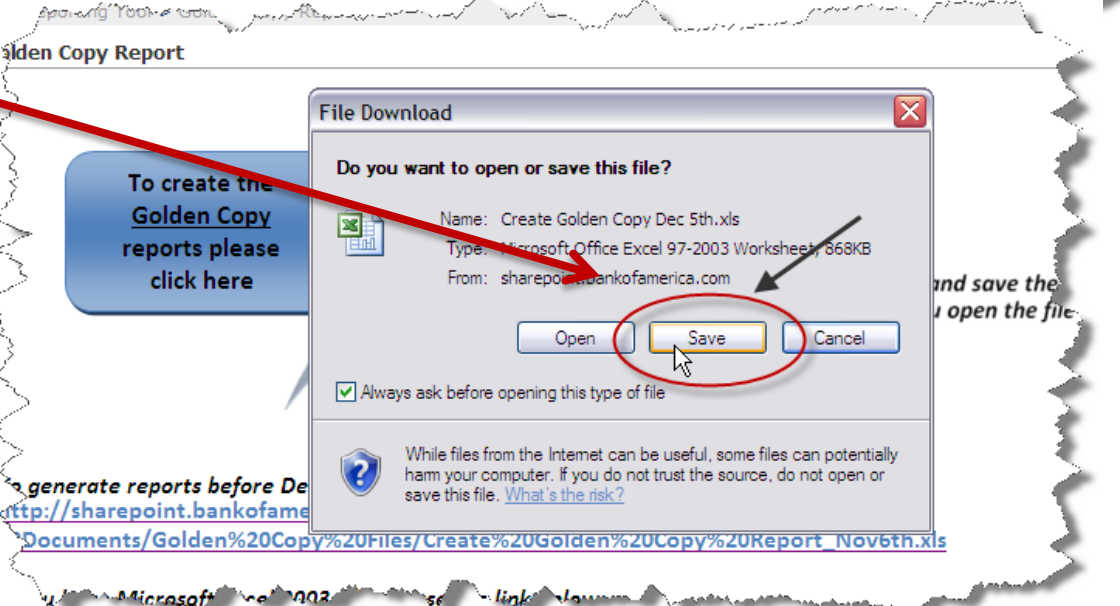 Golden Copy Report
File Download
Do you want to open or save this file?
To create the
Golden Copy
reports please
click here
Name: Create Golden Copy Dec 5th.xls
Type: Microsoft Office Excel 97-2003 Worksheet, 868KB
From: sharepoint.bankofamerica.com
and save the
open the file
Open
Save
Cancel
Always ask before opening this type of file
While files from the Internet can be useful, some files can potentially
harm your computer. If you do not trust the source, do not open or
save this file. What's the risk?
generate reports before De
http://sharepoint.bankofame
Documents/Golden%20Copy%20Files/Create%20Golden%20Copy%20Report_Nov6th.xls
Microsoft